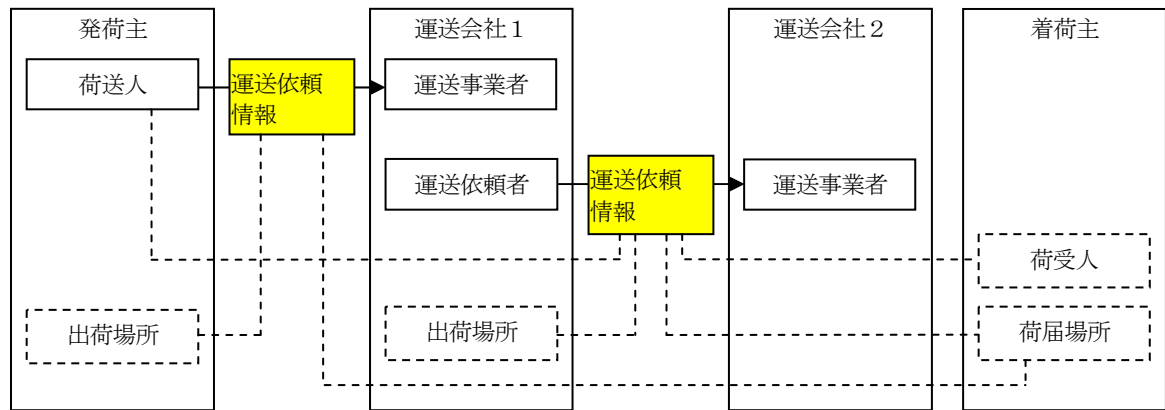 発荷主
運送会社１
運送会社２
着荷主
荷送人
運送依頼
情報
運送事業者
運送依頼者
運送依頼
情報
運送事業者
荷受人
出荷場所
出荷場所
荷届場所